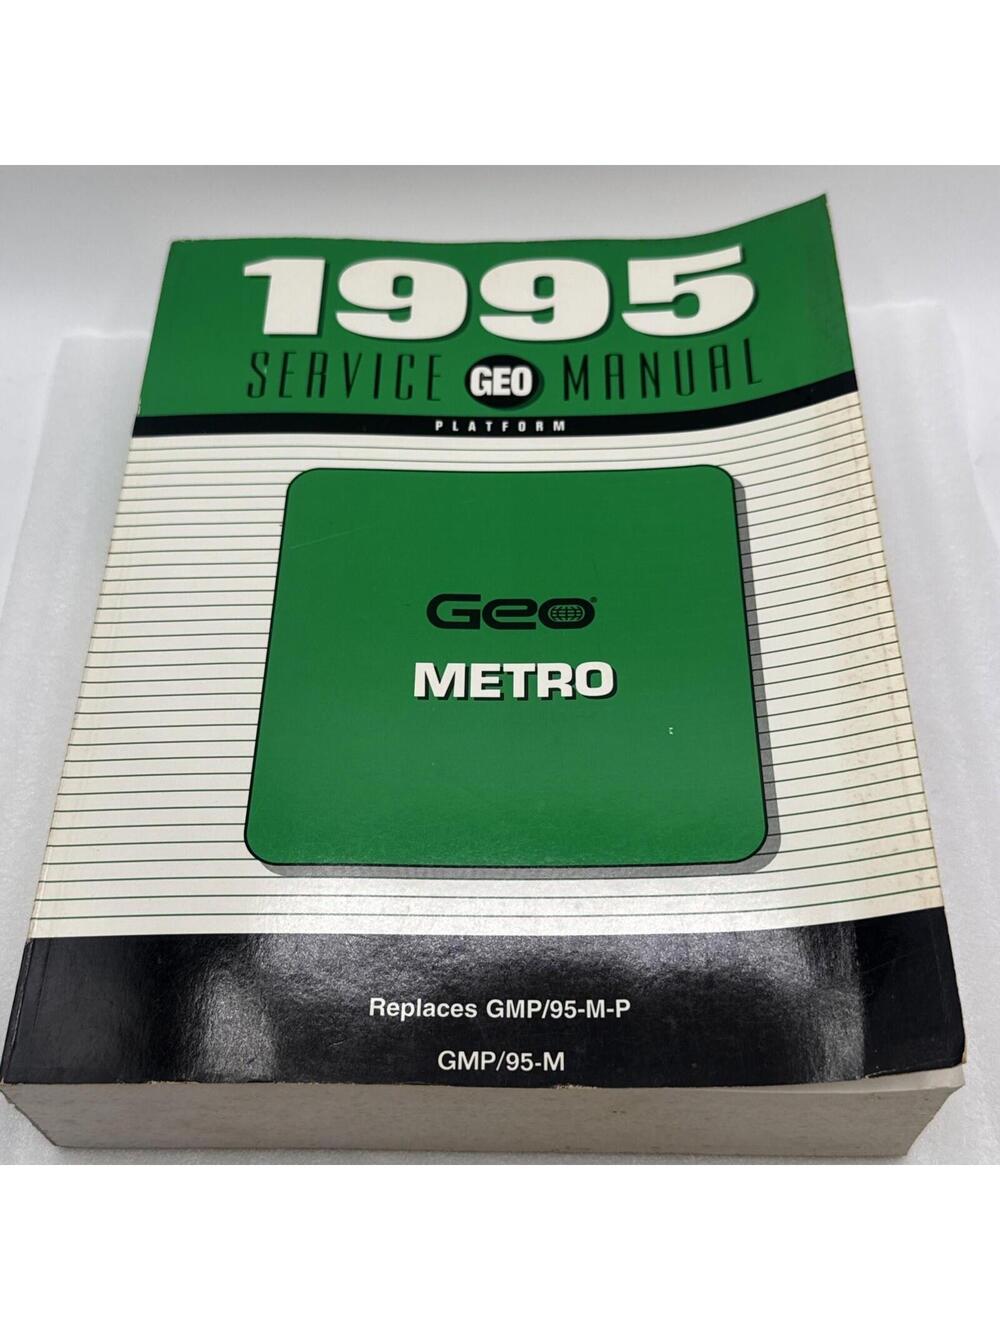 1995
SERVICE GEO MANUAL
PLATFORM
Geo®
METRO
Replaces GMP/95-M-P
GMP/95-M